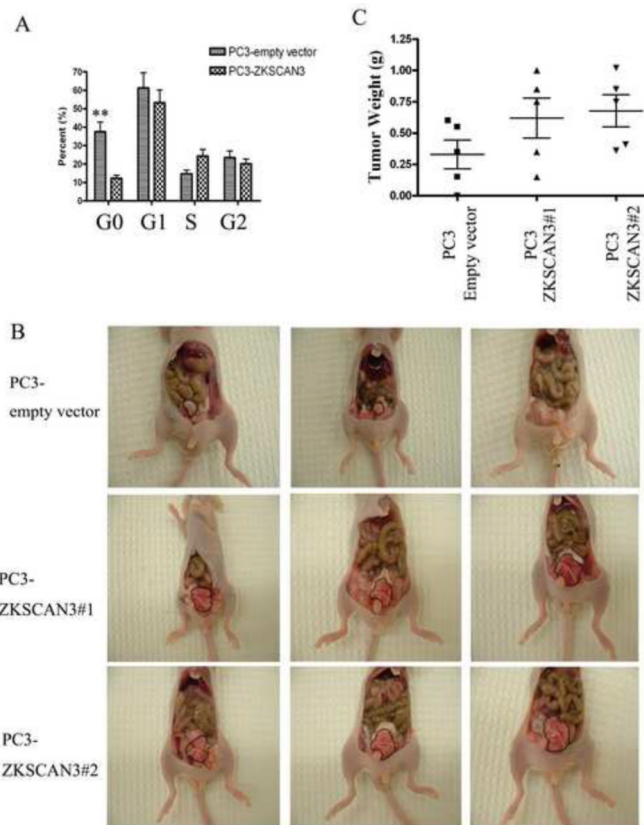 A
PC3-empty vector
PC3-ZKSCAN3
Percent (%)
70
60
50
40
30
20
10
0
**
G0 G1 S G2
C
Tumor Weight (g)
1.25
1.00
0.75
0.50
0.25
0.00
PC3
Empty vector
PC3
ZKSCAN3#1
PC3
ZKSCAN3#2
B
PC3-
empty vector
PC3-
ZKSCAN3#1
PC3-
ZKSCAN3#2